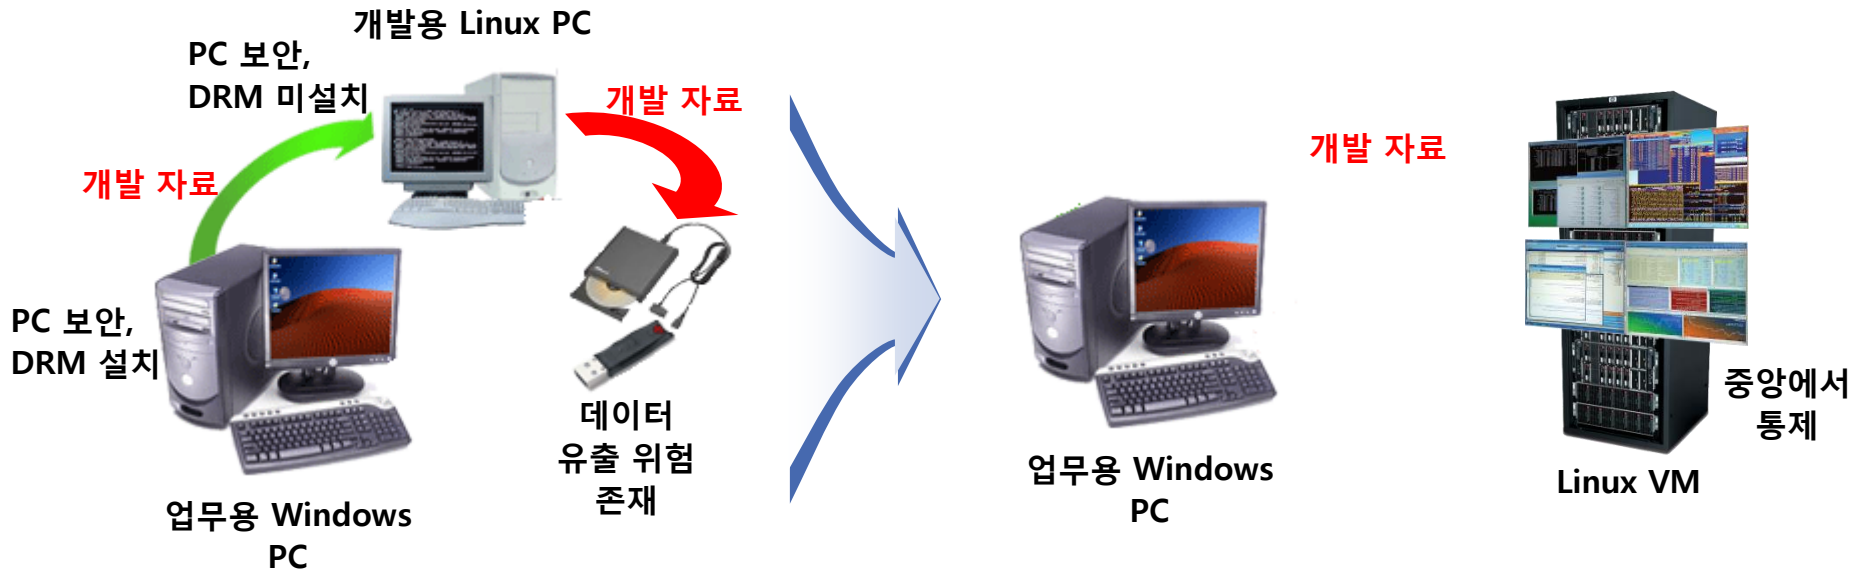 개발용 Linux PC
PC 보안,
DRM 미설치
개발 자료
개발 자료
PC 보안,
DRM 설치
데이터
유출 위험
존재
업무용 Windows
PC
개발 자료
업무용 Windows
PC
중앙에서
통제
Linux VM